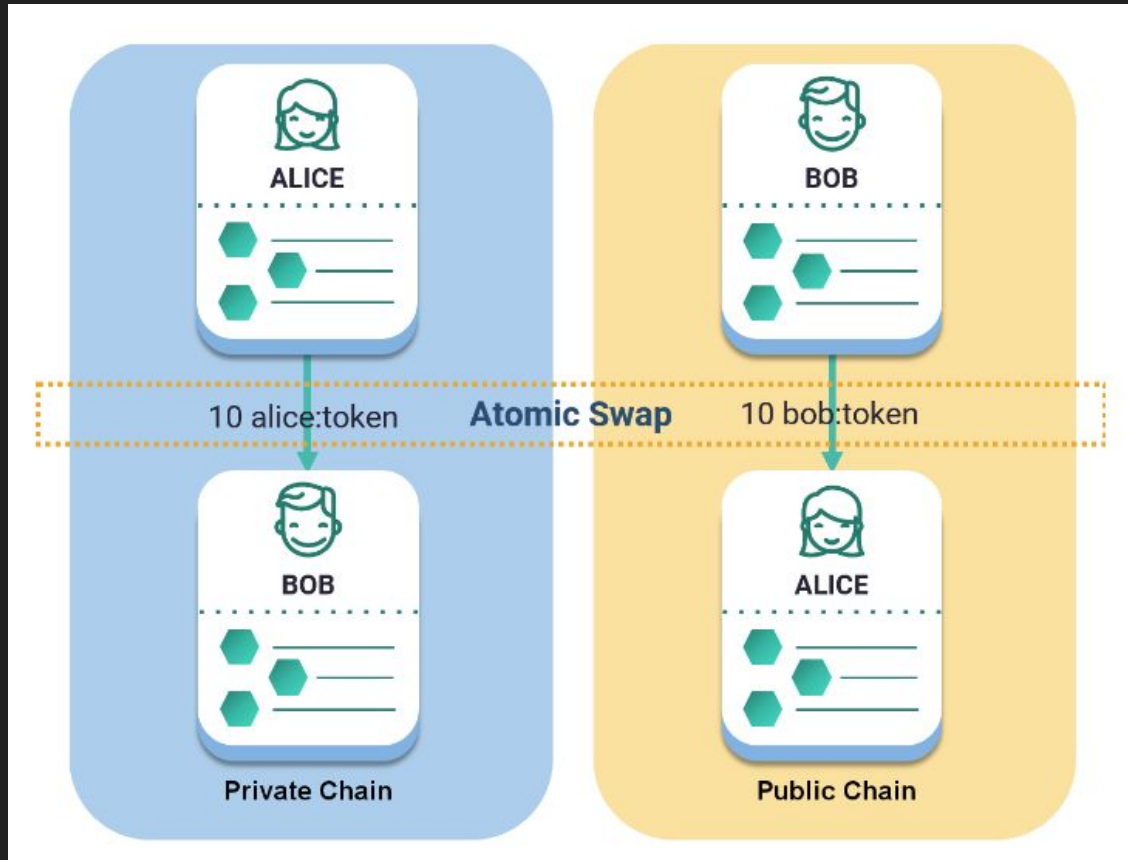 ALICE
BOB
10 alice:token
Atomic Swap
10 bob:token
BOB
ALICE
Private Chain
Public Chain